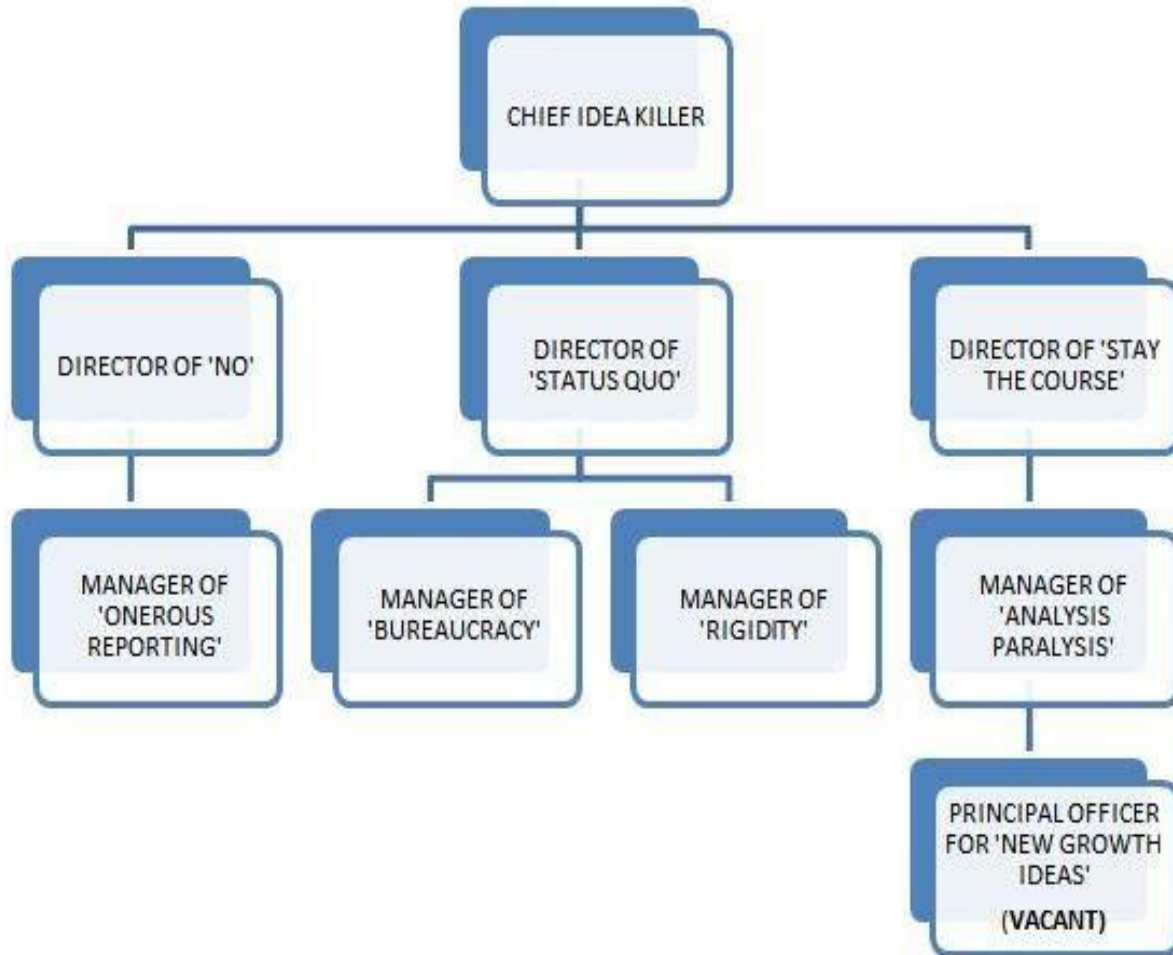 CHIEF IDEA KILLER
DIRECTOR OF 'NO'
DIRECTOR OF
'STATUS QUO'
DIRECTOR OF 'STAY
THE COURSE'
MANAGER OF
'ONEROUS
REPORTING'
MANAGER OF
'BUREAUCRACY'
MANAGER OF
'RIGIDITY'
MANAGER OF
'ANALYSIS
PARALYSIS'
PRINCIPAL OFFICER
FOR 'NEW GROWTH
IDEAS'
(VACANT)